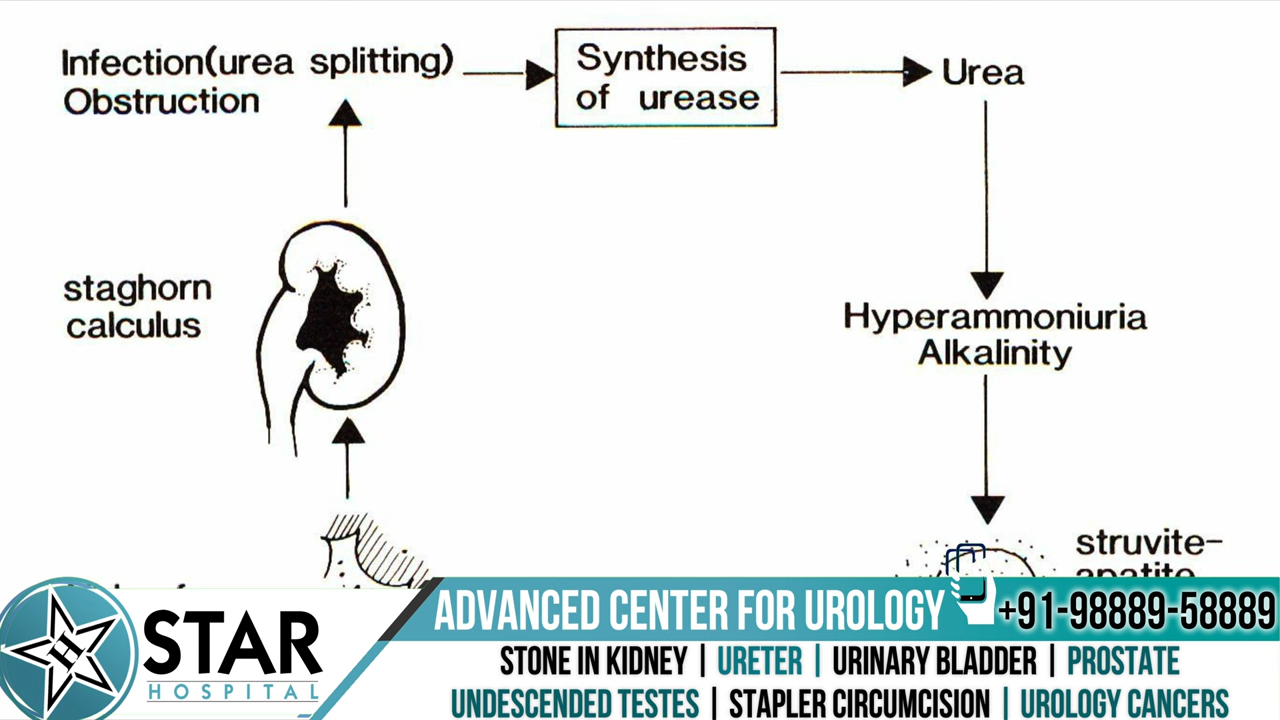 Infection(urea splitting)
Obstruction
Synthesis
of urease
Urea
staghorn
calculus
Hyperammoniuria
Alkalinity
struvite-
apatite
H
STAR
HOSPITAL
ADVANCED CENTER FOR UROLOGY
+91-98889-58889
STONE IN KIDNEY | URETER | URINARY BLADDER | PROSTATE
UNDESCENDED TESTES | STAPLER CIRCUMCISION | UROLOGY CANCERS